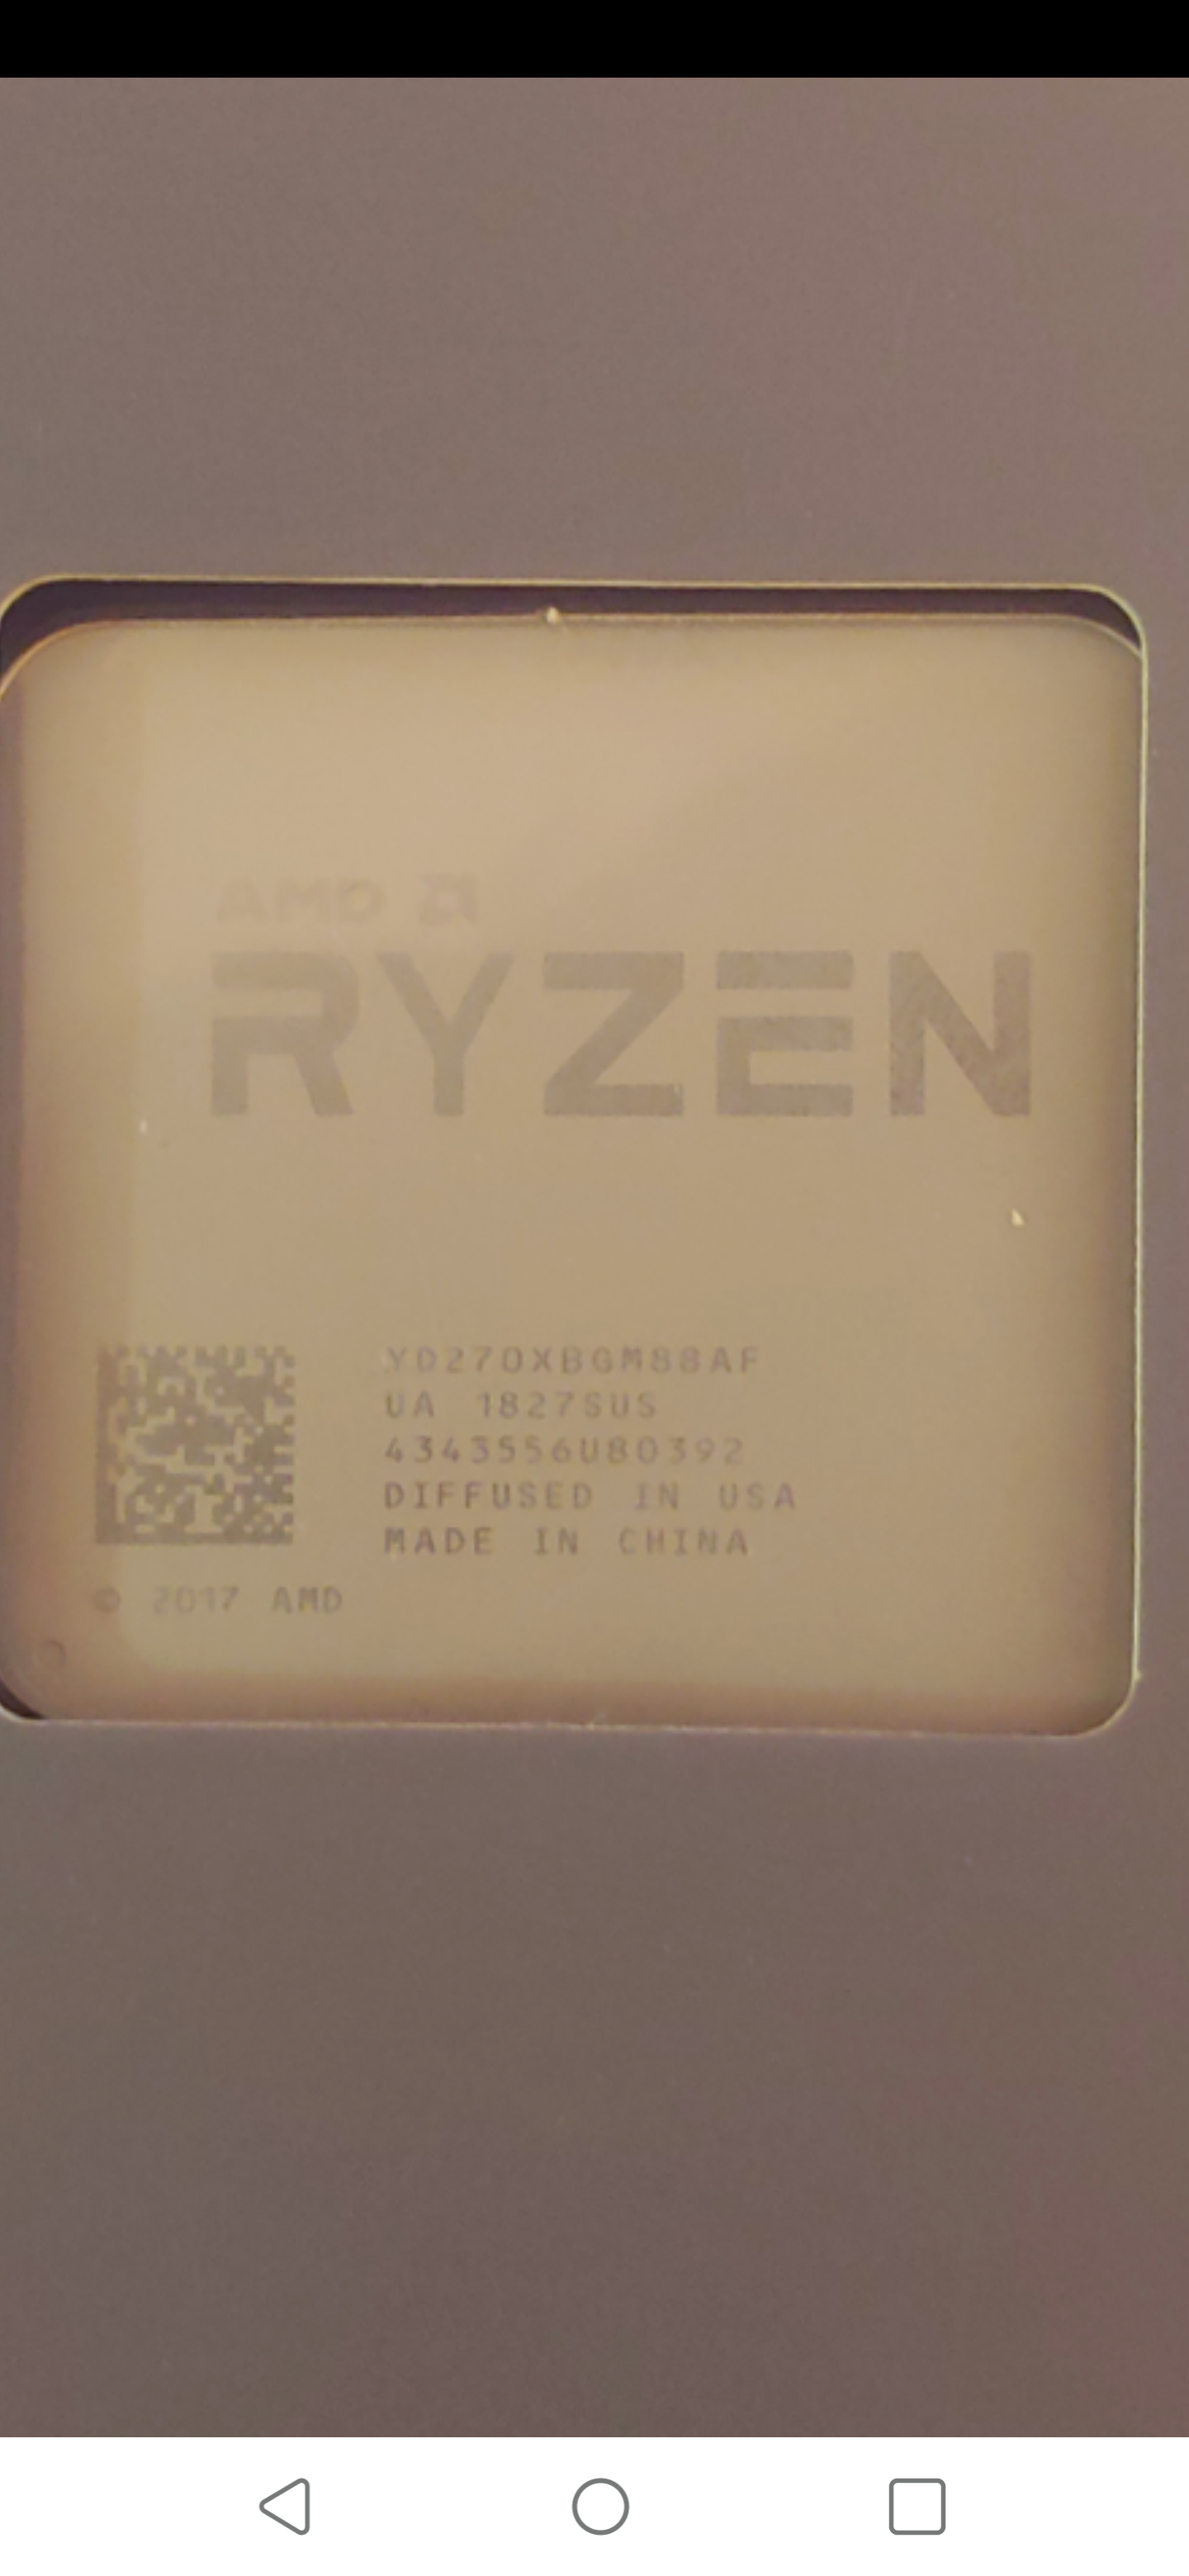 AMD
RYZEN
YD270XBGM88AF
UA 1827SUS
4343556U80392
DIFFUSED IN USA
MADE IN CHINA
© 2017 AMD